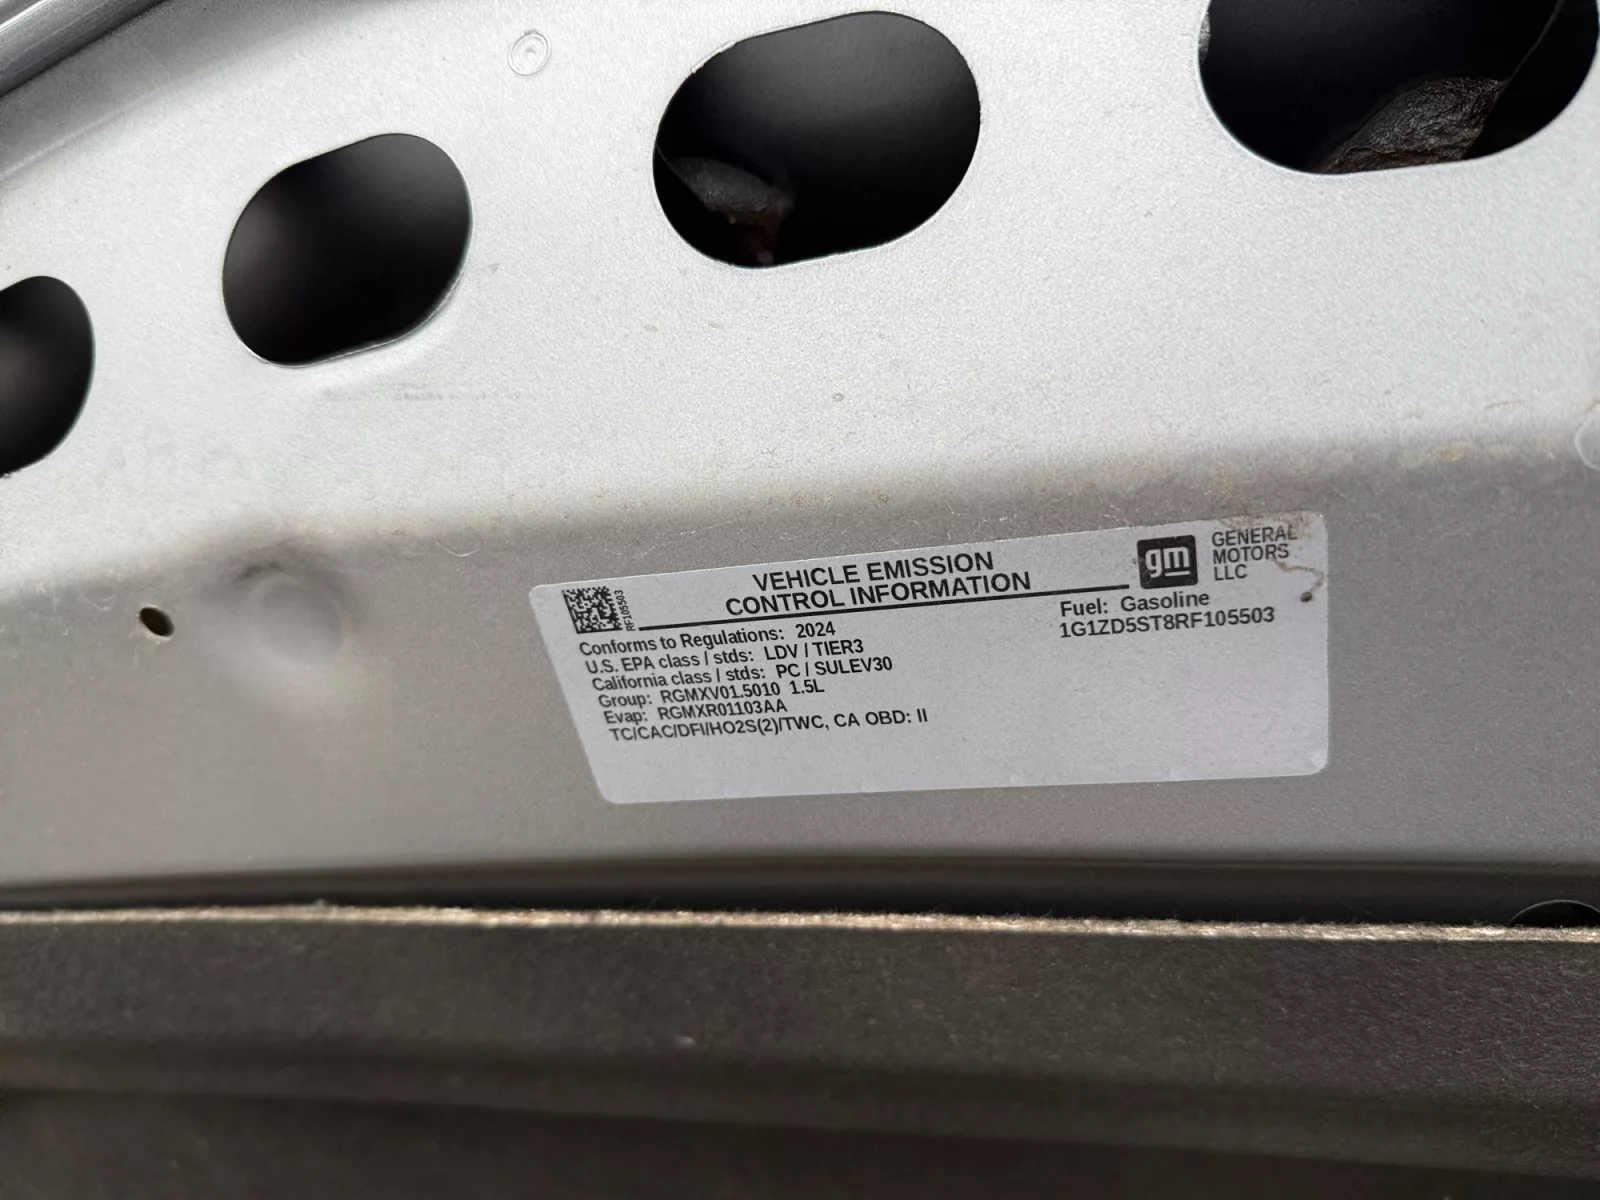 VEHICLE EMISSION
CONTROL INFORMATION
gm
GENERAL
MOTORS
LLC
RF105503
Conforms to Regulations: 2024
U.S. EPA class / stds: LDV / TIER3
California class / stds: PC / SULEV30
Group: RGMXV01.5010 1.5L
Evap: RGMXR01103AA
TC/CAC/DFI/HO2S(2)/TWC, CA OBD: II
Fuel: Gasoline
1G1ZD5ST8RF105503